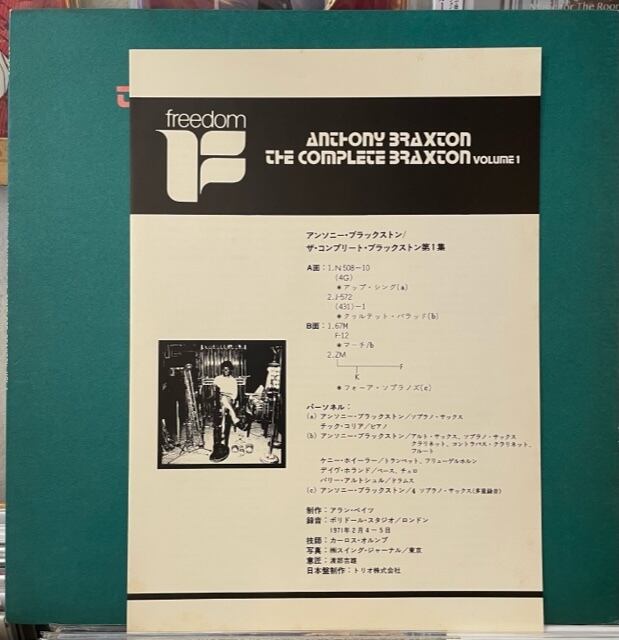 Music For The Room
freedom
ANTHONY BRAXTON
THE COMPLETE BRAXTON VOLUME 1
アンソニー・ブラックストン/
ザ・コンプリート・ブラックストン第1集
A面:1.N508−10
(4G)
*アップ・シング(a)
2.J-572
(431)−1
*クァルテット・バラッド(b)
B面:1.67M
F-12
*マーチ/b
2.ZM
F
K
*フォーア・ソプラノズ(c)
パーソネル:
(a) アンソニー・ブラックストン/ソプラノ・サックス
チック・コリア/ピアノ
(b) アンソニー・ブラックストン/アルト・サックス、ソプラノ・サックス
クラリネット、コントラバス・クラリネット、
フルート
ケニー・ホイーラー/トランペット、フリューゲルホルン
デイヴ・ホランド/ベース、チェロ
バリー・アルトシュル/ドラムス
(c) アンソニー・ブラックストン/4 ソプラノ・サックス(多重録音)
制作:アラン・ベイツ
録音:ポリドール・スタジオ/ロンドン
1971年2月4〜5日
技師:カーロス・オルンブ
写真:㈱スイング・ジャーナル/東京
意匠:渡部吉雄
日本盤制作:トリオ株式会社